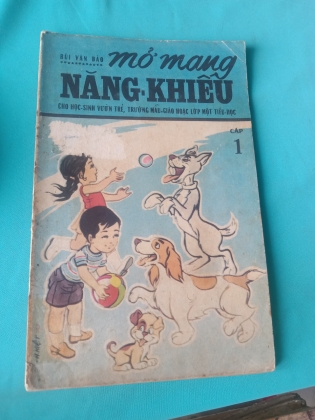 BÙI VĂN BẢO
mở mang
NĂNG-KHIẾU
CHO HỌC-SINH VƯỜN TRẺ, TRƯỜNG MẪU-GIÁO HOẶC LỚP MỘT TIỂU-HỌC
CẤP
1